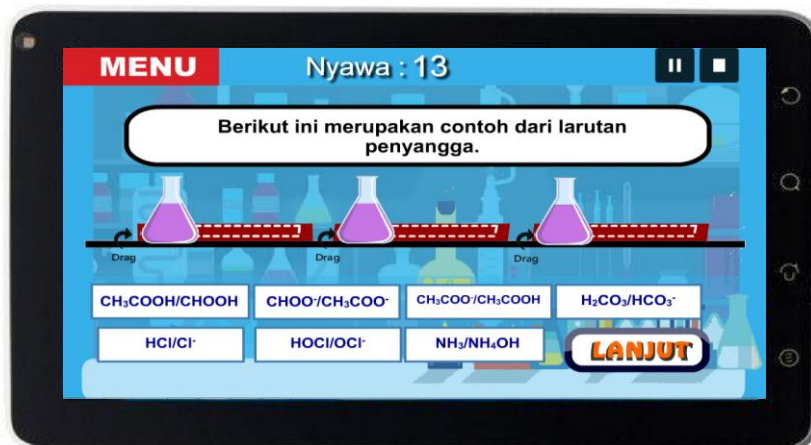 MENU
Nyawa : 13
Berikut ini merupakan contoh dari larutan
penyangga.
Drag
Drag
Drag
CH₃COOH/CHOOH
CHOO⁻/CH₃COO⁻
CH₃COO⁻/CH₃COOH
H₂CO₃/HCO₃⁻
HCl/Cl⁻
HOCl/OCl⁻
NH₃/NH₄OH
LANJUT